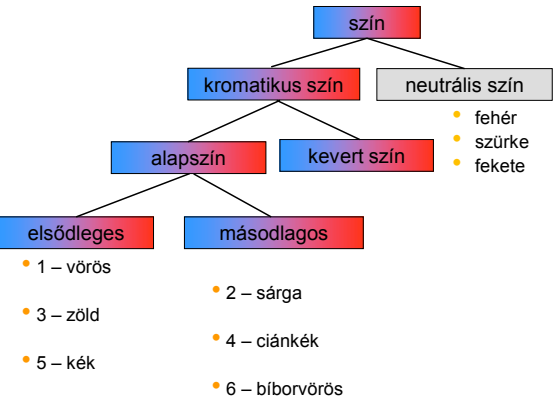 szín
kromatikus szín
neutrális szín
• fehér
• szürke
• fekete
alapszín
kevert szín
elsődleges
másodlagos
• 1 – vörös
• 3 – zöld
• 5 – kék
• 2 – sárga
• 4 – ciánkék
• 6 – bíborvörös